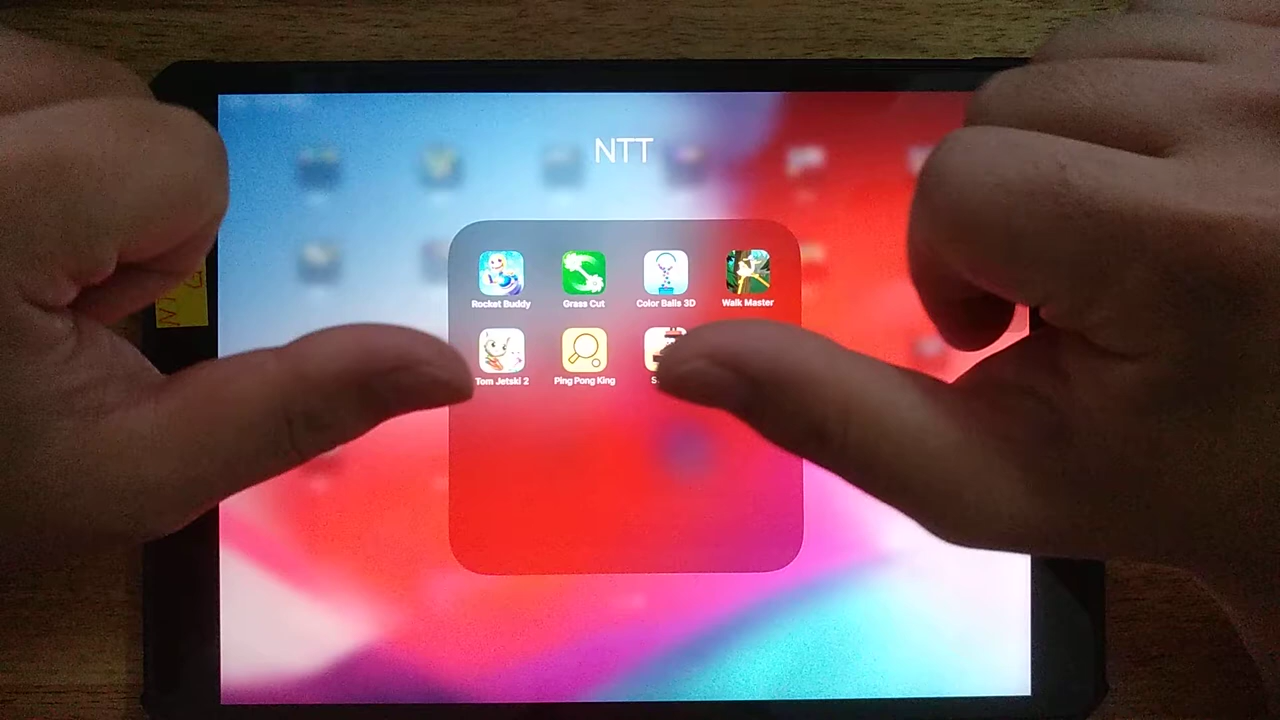 NTT
Rocket Buddy
Grass Cut
Color Balls 3D
Walk Master
Tom Jetski 2
Ping Pong King